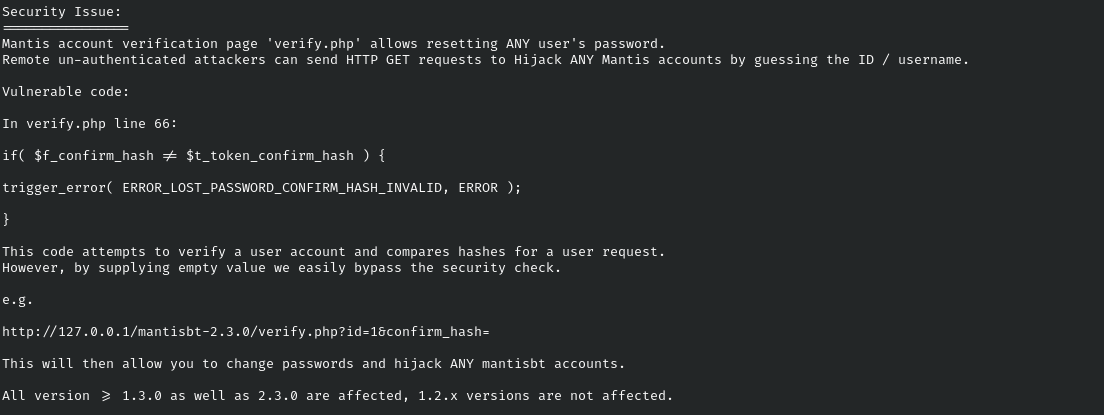 Security Issue:
================
Mantis account verification page 'verify.php' allows resetting ANY user's password.
Remote un-authenticated attackers can send HTTP GET requests to Hijack ANY Mantis accounts by guessing the ID / username.
Vulnerable code:
In verify.php line 66:
if( $f_confirm_hash != $t_token_confirm_hash ) {
trigger_error( ERROR_LOST_PASSWORD_CONFIRM_HASH_INVALID, ERROR );
}
This code attempts to verify a user account and compares hashes for a user request.
However, by supplying empty value we easily bypass the security check.
e.g.
http://127.0.0.1/mantisbt-2.3.0/verify.php?id=1&confirm_hash=
This will then allow you to change passwords and hijack ANY mantisbt accounts.
All version >= 1.3.0 as well as 2.3.0 are affected, 1.2.x versions are not affected.